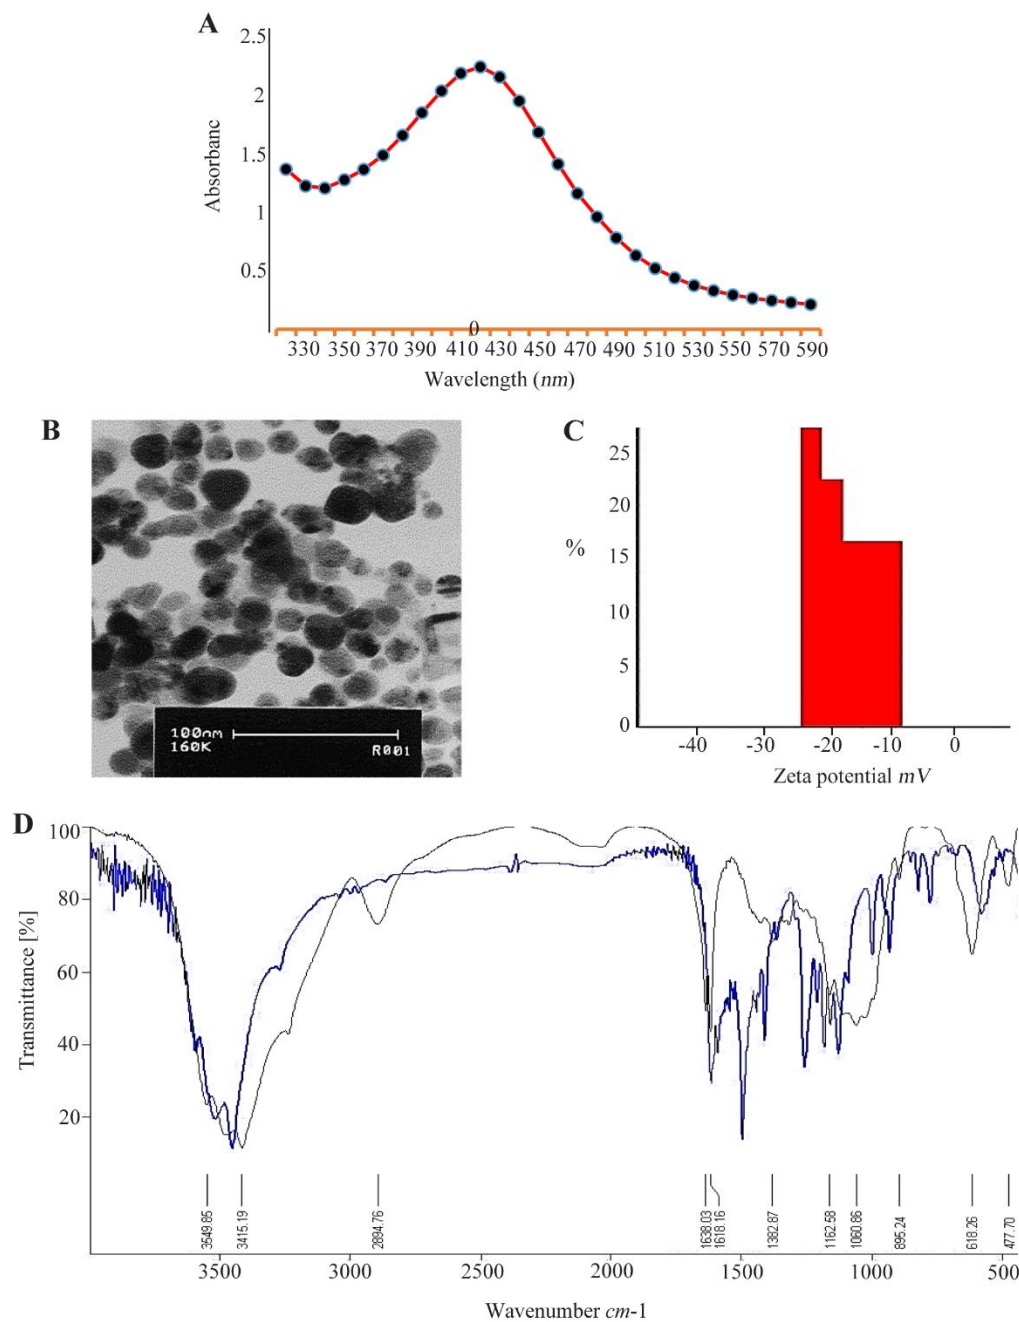 A
2.5
2
1.5
1
0.5
Absorbanc
0
330 350 370 390 410 430 450 470 490 510 530 550 570 590
Wavelength (nm)
B
100nm
160K
R001
C
25
20
15
10
5
0
%
-40 -30 -20 -10 0
Zeta potential mV
D
100
80
60
40
20
Transmittance [%]
3549.85
3415.19
2894.76
1638.03
1618.16
1382.87
1162.58
1060.86
895.24
618.26
477.70
3500 3000 2500 2000 1500 1000 500
Wavenumber cm-1